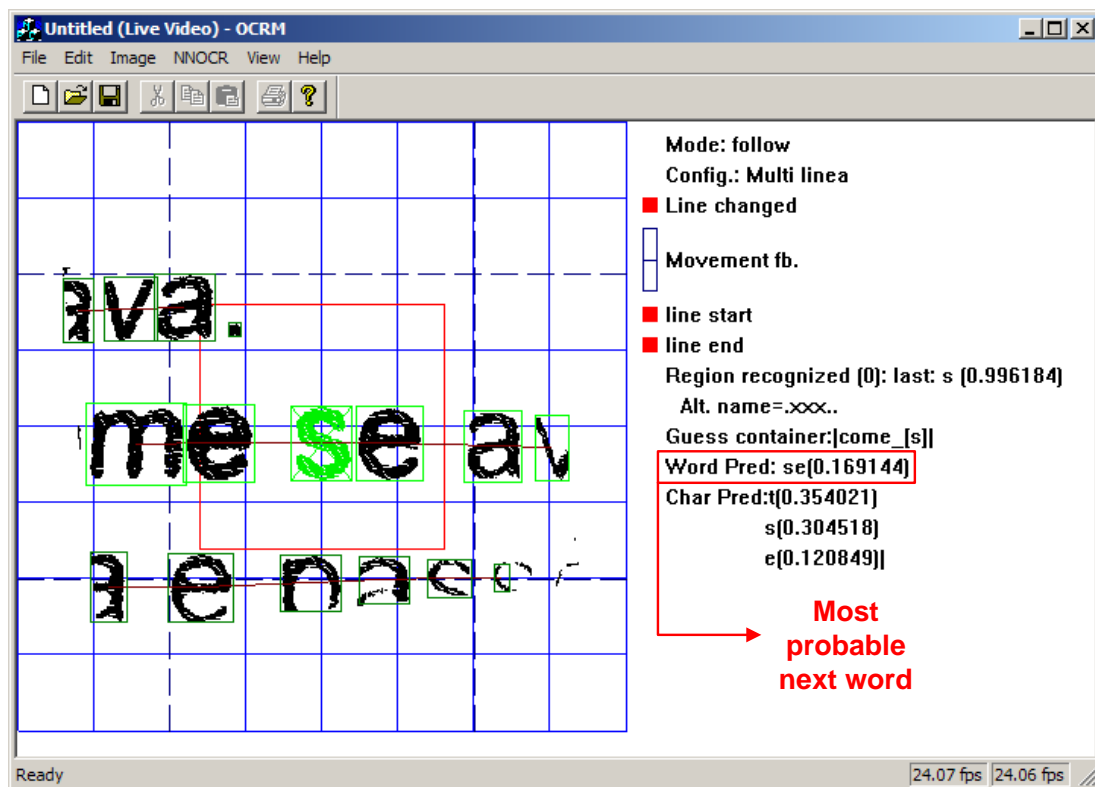 Untitled (Live Video) - OCRM
File Edit Image NNOCR View Help
Mode: follow
Config.: Multi linea
Line changed
Movement fb.
line start
line end
Region recognized (0): last: s (0.996184)
Alt. name=.xxx..
Guess container:|come_[s]|
Word Pred: se(0.169144)
Char Pred:t(0.354021)
s(0.304518)
e(0.120849)|
Most
probable
next word
ava.
me se av
a e nasc
Ready 24.07 fps 24.06 fps